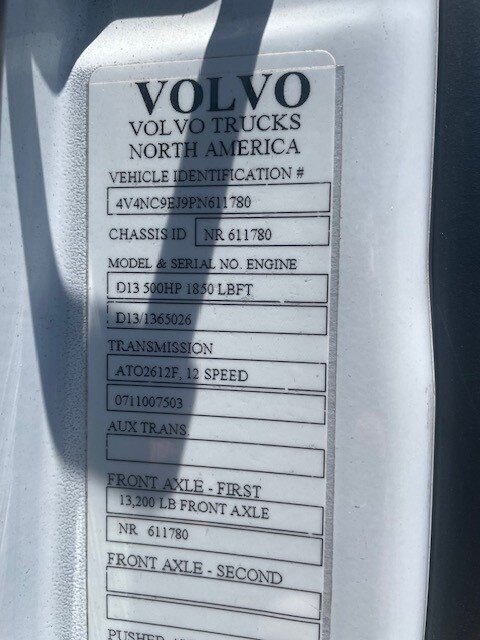 VOLVO
VOLVO TRUCKS
NORTH AMERICA
VEHICLE IDENTIFICATION #
4V4NC9EJ9PN611780
CHASSIS ID NR 611780
MODEL & SERIAL NO. ENGINE
D13 500HP 1850 LBFT
D13/1365026
TRANSMISSION
ATO2612F, 12 SPEED
0711007503
AUX TRANS.
FRONT AXLE - FIRST
13,200 LB FRONT AXLE
NR 611780
FRONT AXLE - SECOND
PUSHER